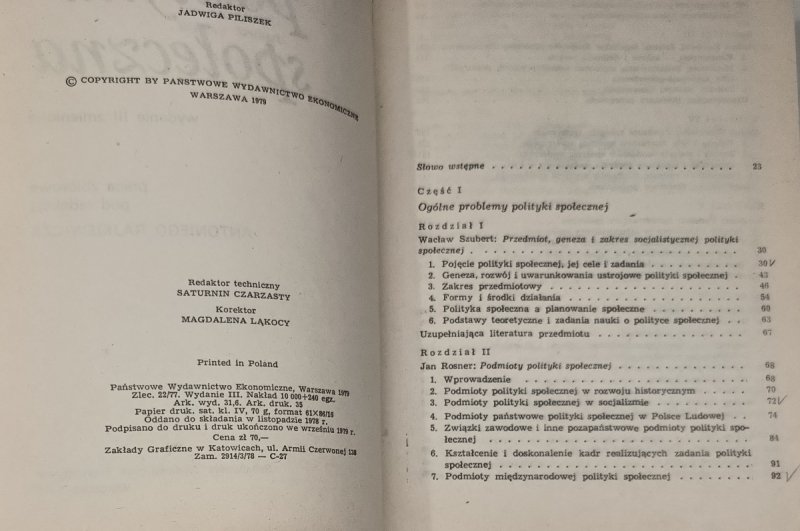 Redaktor
JADWIGA PILISZEK
© COPYRIGHT BY PAŃSTWOWE WYDAWNICTWO EKONOMICZNE
WARSZAWA 1979
Redaktor techniczny
SATURNIN CZARZASTY
Korektor
MAGDALENA ŁĄKOCY
Printed in Poland
Państwowe Wydawnictwo Ekonomiczne, Warszawa 1979
Zlec. 22/77. Wydanie III. Nakład 10 000+240 egz.
Ark. wyd. 31,6. Ark. druk. 35
Papier druk. sat. kl. IV, 70 g, format 61×86/16
Oddano do składania w listopadzie 1978 r.
Podpisano do druku i druk ukończono we wrześniu 1979 r.
Cena zł 70,—
Zakłady Graficzne w Katowicach, ul. Armii Czerwonej 138
Zam. 2914/3/78 — C-27
Słowo wstępne . . . 23
Część I
Ogólne problemy polityki społecznej
Rozdział I
Wacław Szubert: Przedmiot, geneza i zakres socjalistycznej polityki
społecznej . . . 30
1. Pojęcie polityki społecznej, jej cele i zadania . . . 30
2. Geneza, rozwój i uwarunkowania ustrojowe polityki społecznej . 43
3. Zakres przedmiotowy . . . 46
4. Formy i środki działania . . . 54
5. Polityka społeczna a planowanie społeczne . . . 60
6. Podstawy teoretyczne i zadania nauki o polityce społecznej . . 63
Uzupełniająca literatura przedmiotu . . . 67
Rozdział II
Jan Rosner: Podmioty polityki społecznej . . . 68
1. Wprowadzenie . . . 68
2. Podmioty polityki społecznej w rozwoju historycznym . . . 70
3. Podmioty polityki społecznej w socjalizmie . . . 72
4. Podmioty państwowe polityki społecznej w Polsce Ludowej . . 74
5. Związki zawodowe i inne pozapaństwowe podmioty polityki spo-
łecznej . . . 84
6. Kształcenie i doskonalenie kadr realizujących zadania polityki
społecznej . . . 91
7. Podmioty międzynarodowej polityki społecznej . . . 92